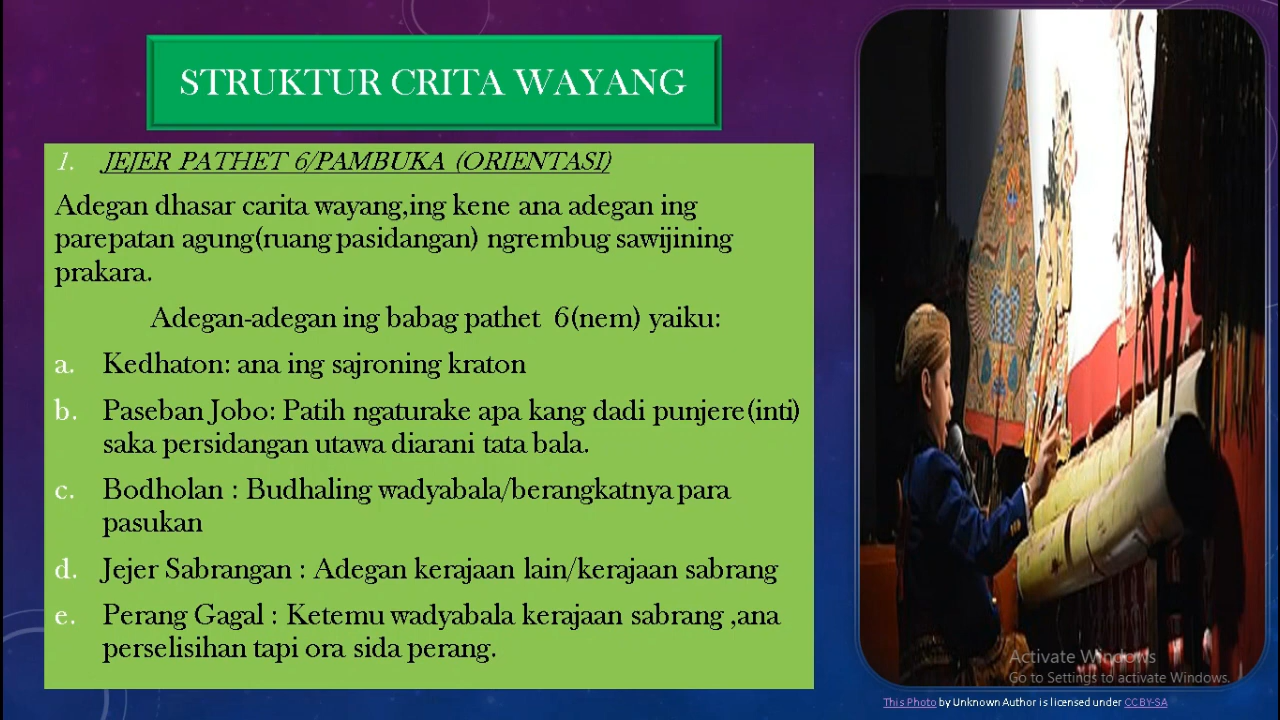 STRUKTUR CRITA WAYANG
1. JEJER PATHET 6/PAMBUKA (ORIENTASI)
Adegan dhasar carita wayang,ing kene ana adegan ing
parepatan agung(ruang pasidangan) ngrembug sawijining
prakara.
Adegan-adegan ing babag pathet 6(nem) yaiku:
a. Kedhaton: ana ing sajroning kraton
b. Paseban Jobo: Patih ngaturake apa kang dadi punjere(inti)
saka persidangan utawa diarani tata bala.
c. Bodholan : Budhaling wadyabala/berangkatnya para
pasukan
d. Jejer Sabrangan : Adegan kerajaan lain/kerajaan sabrang
e. Perang Gagal : Ketemu wadyabala kerajaan sabrang ,ana
perselisihan tapi ora sida perang.
Activate Windows
Go to Settings to activate Windows.
This Photo by Unknown Author is licensed under CC BY-SA